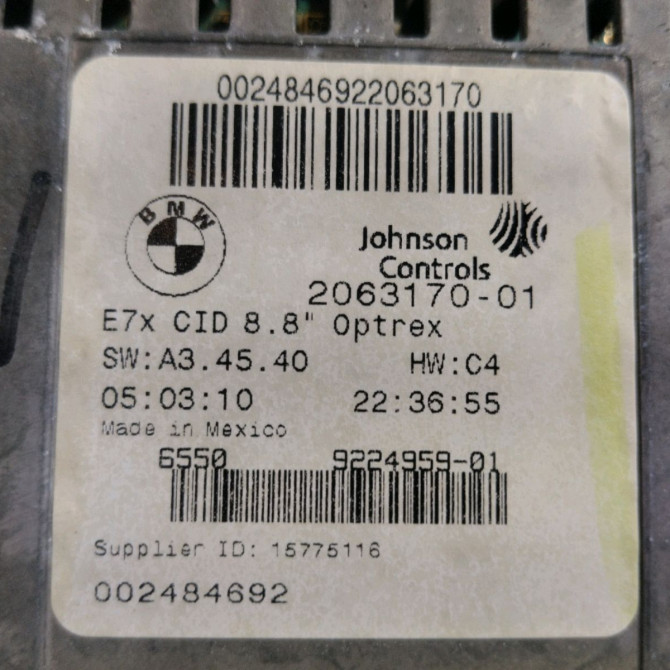 0024846922063170
BMW
Johnson
Controls
2063170-01
E7x CID 8.8" Optrex
SW:A3.45.40 HW:C4
05:03:10 22:36:55
Made in Mexico
6550 9224959-01
Supplier ID: 15775116
002484692